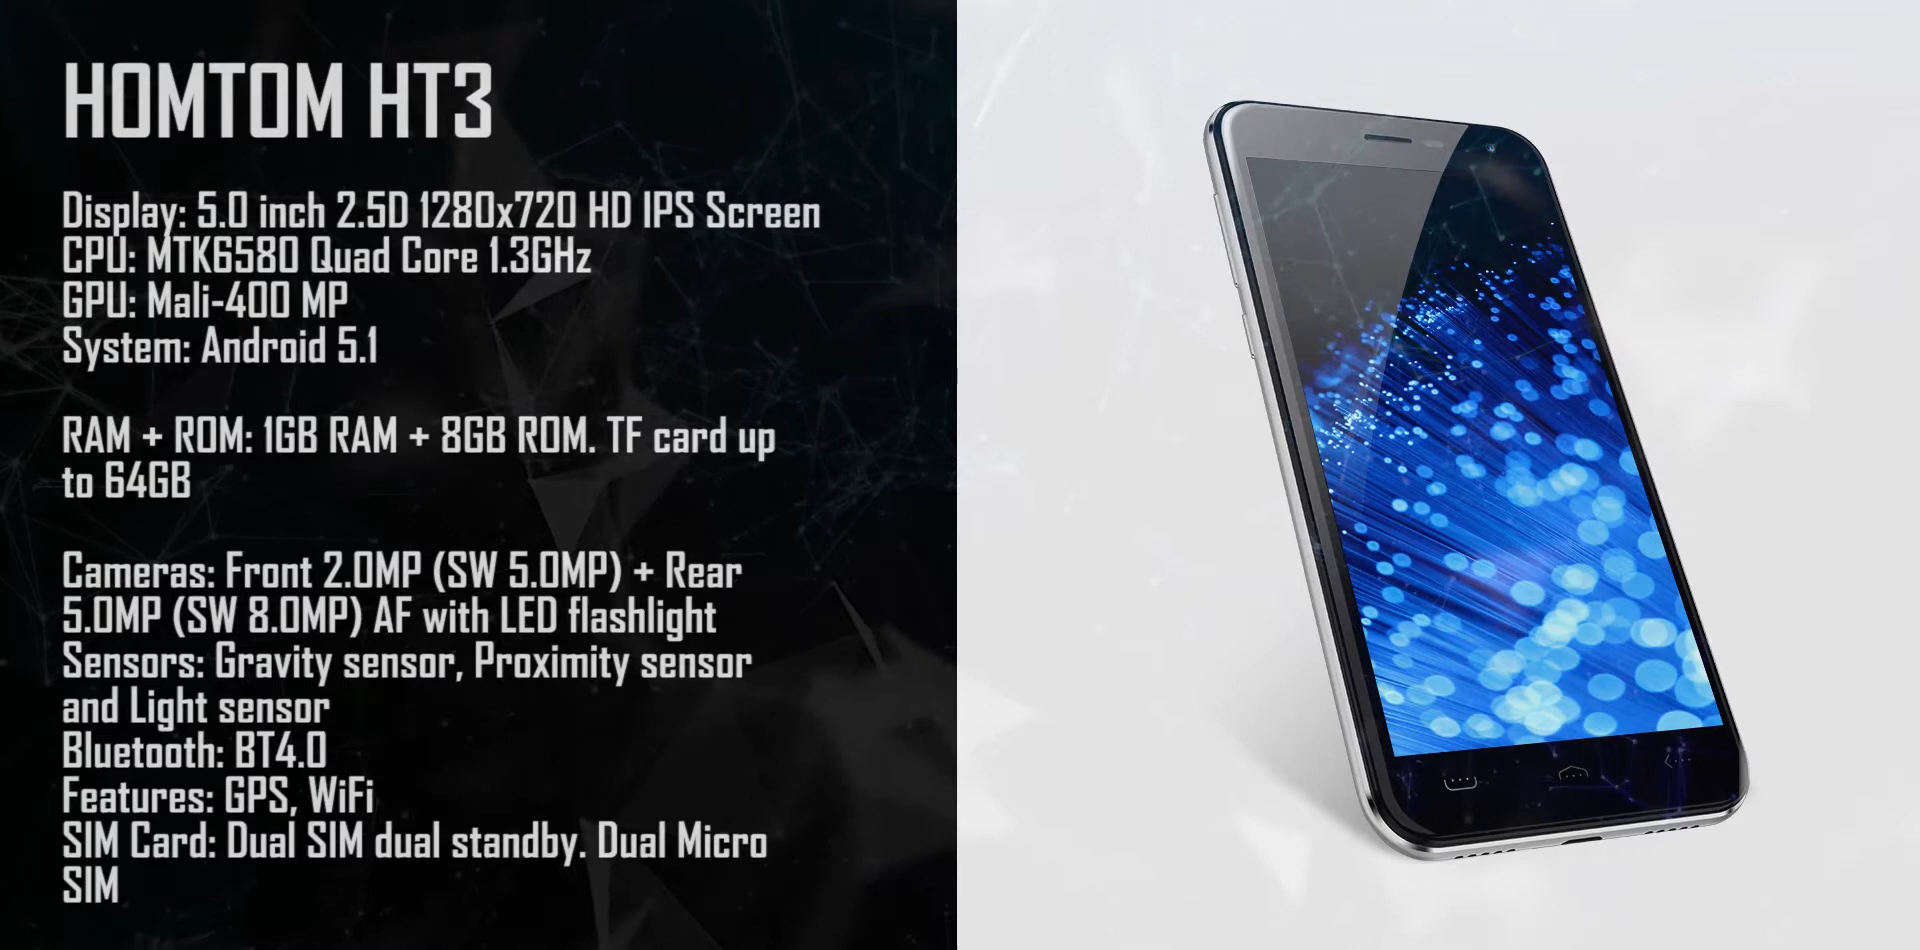 HOMTOM HT3
Display: 5.0 inch 2.5D 1280x720 HD IPS Screen
CPU: MTK6580 Quad Core 1.3GHz
GPU: Mali-400 MP
System: Android 5.1
RAM + ROM: 1GB RAM + 8GB ROM. TF card up
to 64GB
Cameras: Front 2.0MP (SW 5.0MP) + Rear
5.0MP (SW 8.0MP) AF with LED flashlight
Sensors: Gravity sensor, Proximity sensor
and Light sensor
Bluetooth: BT4.0
Features: GPS, WiFi
SIM Card: Dual SIM dual standby. Dual Micro
SIM